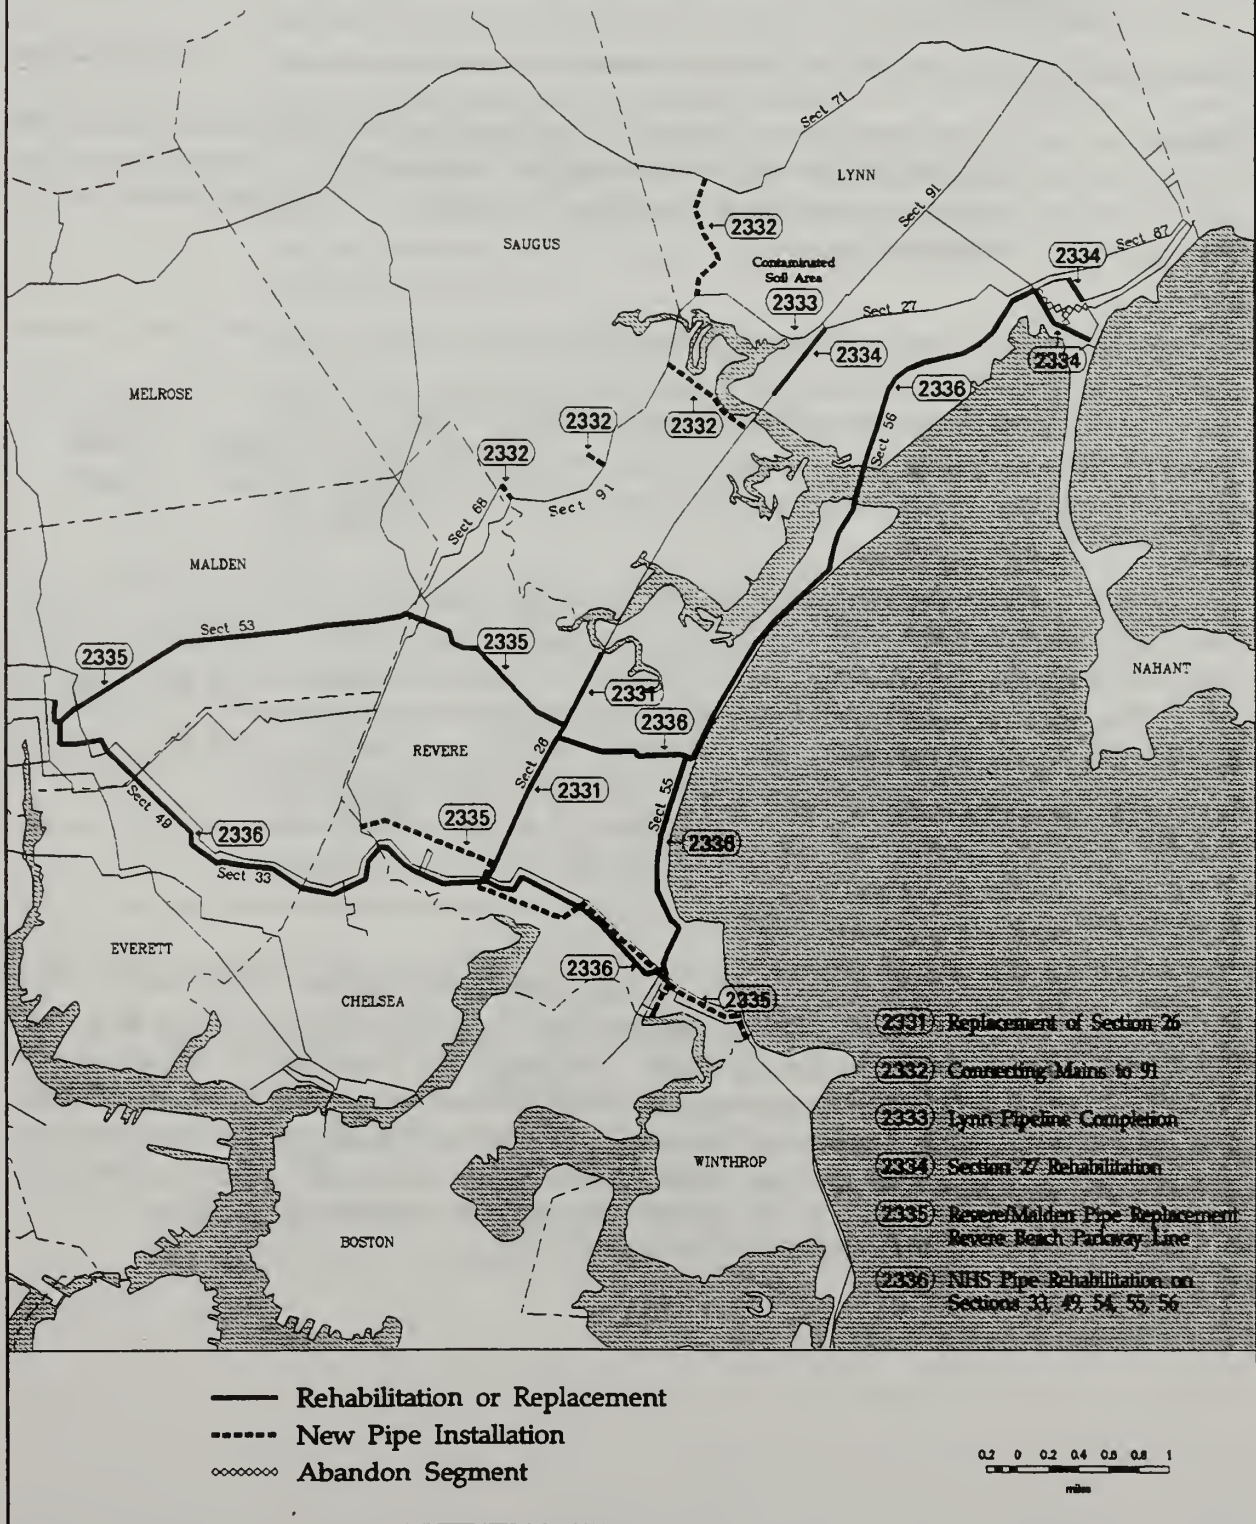 Sect 71
LYNN
Sect 91
2332
SAUGUS
Sect 87
2334
Contaminated
Soil Area
2333
Sect 27
2334
2334
MELROSE
2336
2332
2332
Sect 56
2332
Sect 91
Sect 68
MALDEN
Sect 53
2335
2335
NAHANT
2331
2336
REVERE
Sect 26
2331
Sect 55
Sect 49
2335
2336
2336
Sect 33
EVERETT
2336
CHELSEA
2335
2331 Replacement of Section 26
2332 Connecting Mains to 91
2333 Lynn Pipeline Completion
WINTHROP
2334 Section 27 Rehabilitation
2335 Revere/Malden Pipe Replacement
Revere Beach Parkway Line
BOSTON
2336 NHS Pipe Rehabilitation on
Sections 33, 49, 54, 55, 56
Rehabilitation or Replacement
New Pipe Installation
Abandon Segment
0.2 0 0.2 0.4 0.6 0.8 1
miles